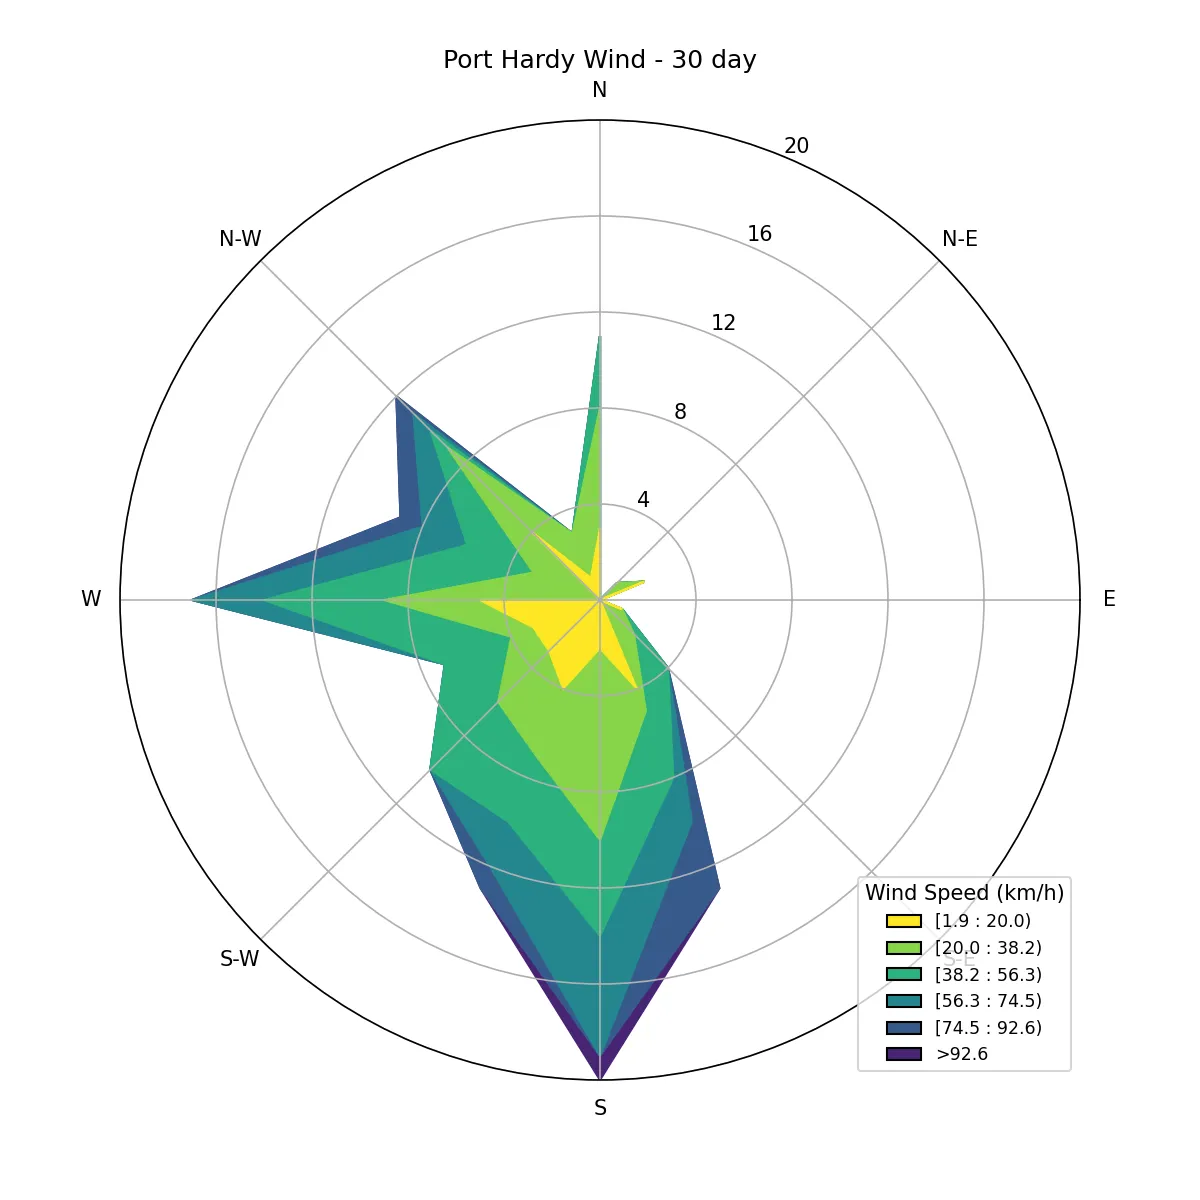 Port Hardy Wind - 30 day
N
20
N-W
16
N-E
12
8
4
W
E
S-W
S-E
S
Wind Speed (km/h)
[1.9 : 20.0)
[20.0 : 38.2)
[38.2 : 56.3)
[56.3 : 74.5)
[74.5 : 92.6)
>92.6